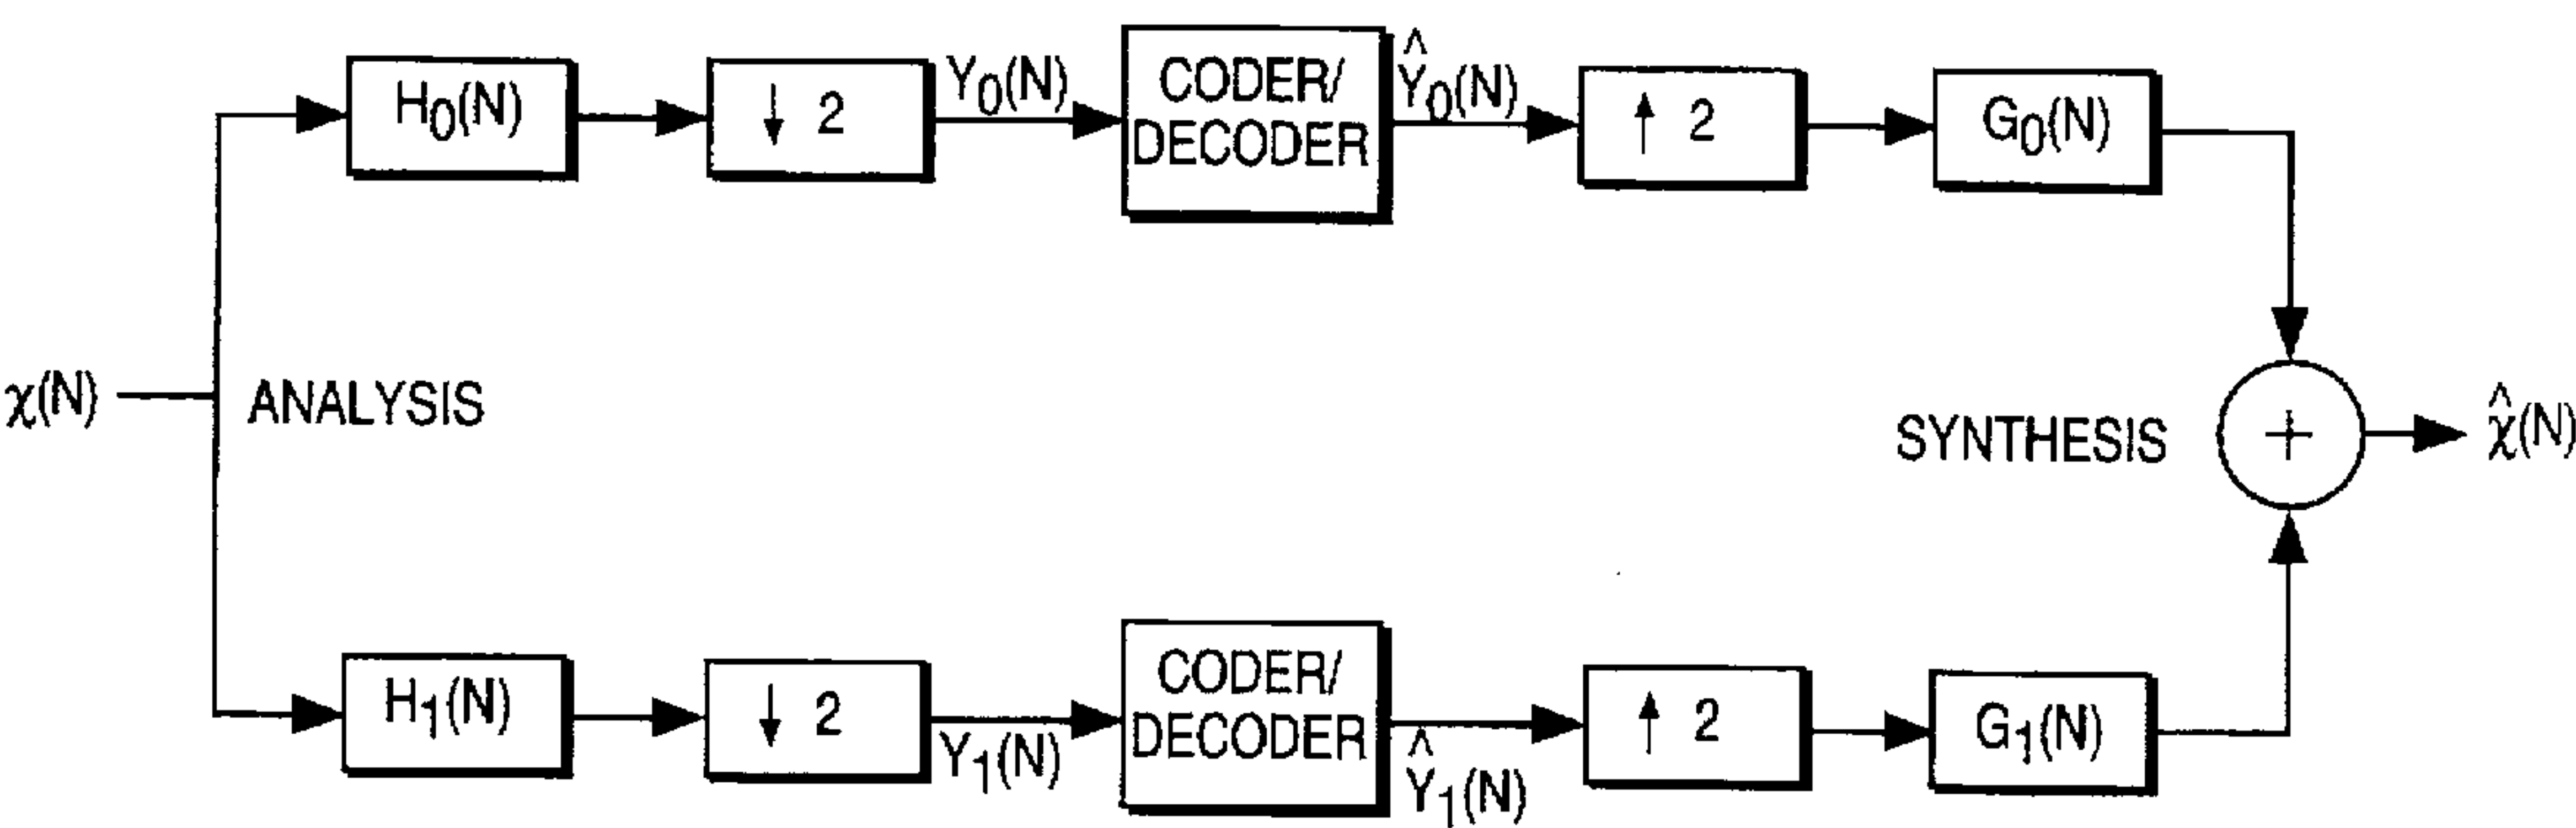 H₀(N)
↓ 2
Y₀(N)
CODER/
DECODER
Ŷ₀(N)
↑ 2
G₀(N)
χ(N)
ANALYSIS
SYNTHESIS
+
χ̂(N)
H₁(N)
↓ 2
Y₁(N)
CODER/
DECODER
Ŷ₁(N)
↑ 2
G₁(N)